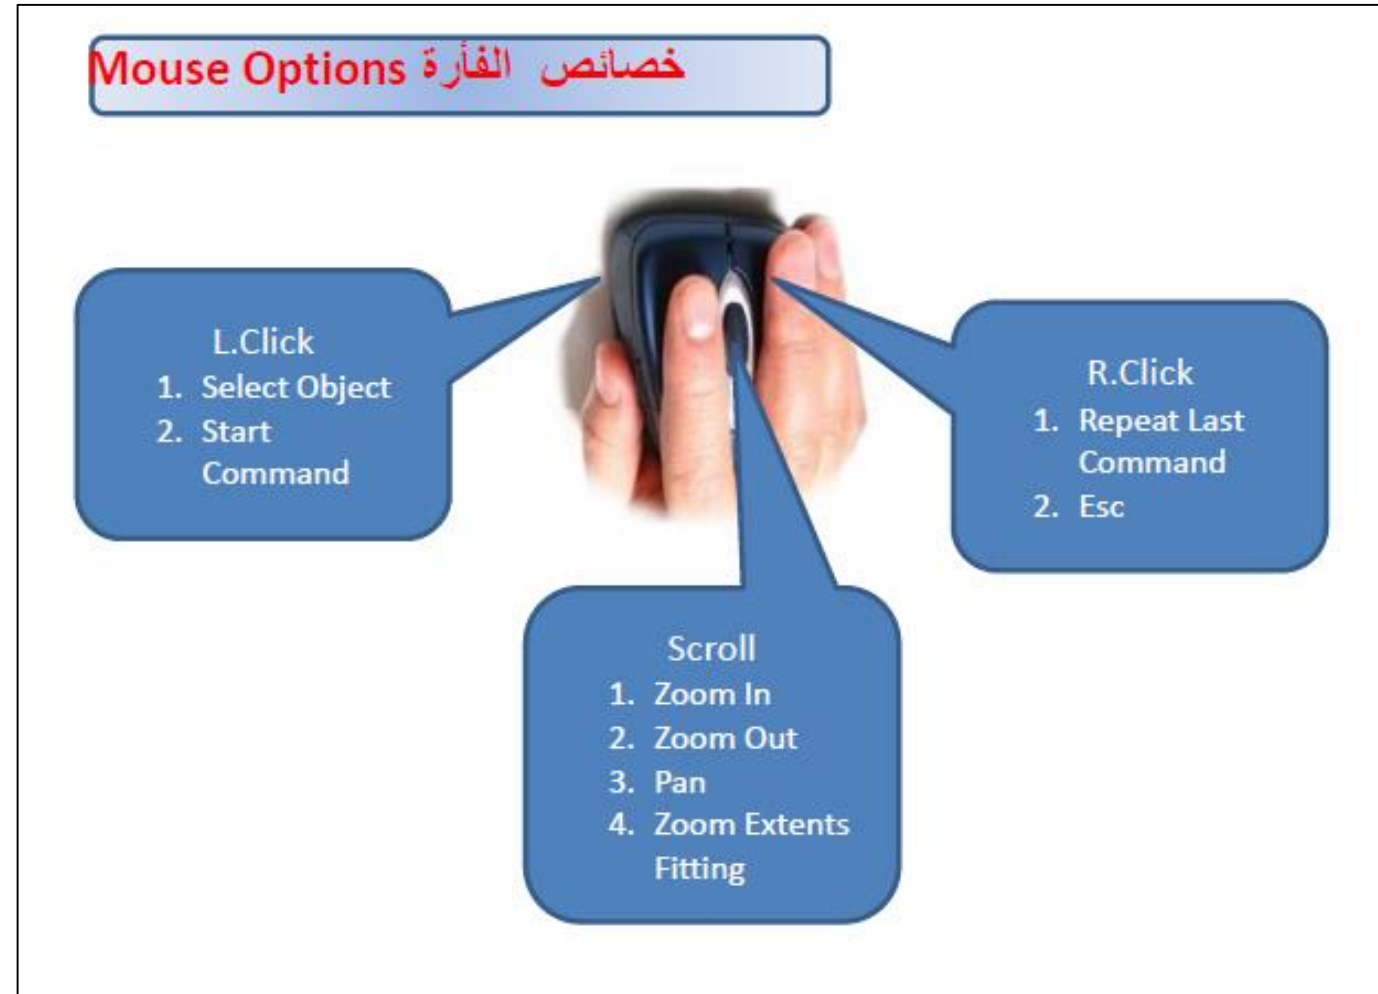 Mouse Options خصائص الفأرة
L.Click
1. Select Object
2. Start
Command
R.Click
1. Repeat Last
Command
2. Esc
Scroll
1. Zoom In
2. Zoom Out
3. Pan
4. Zoom Extents
Fitting